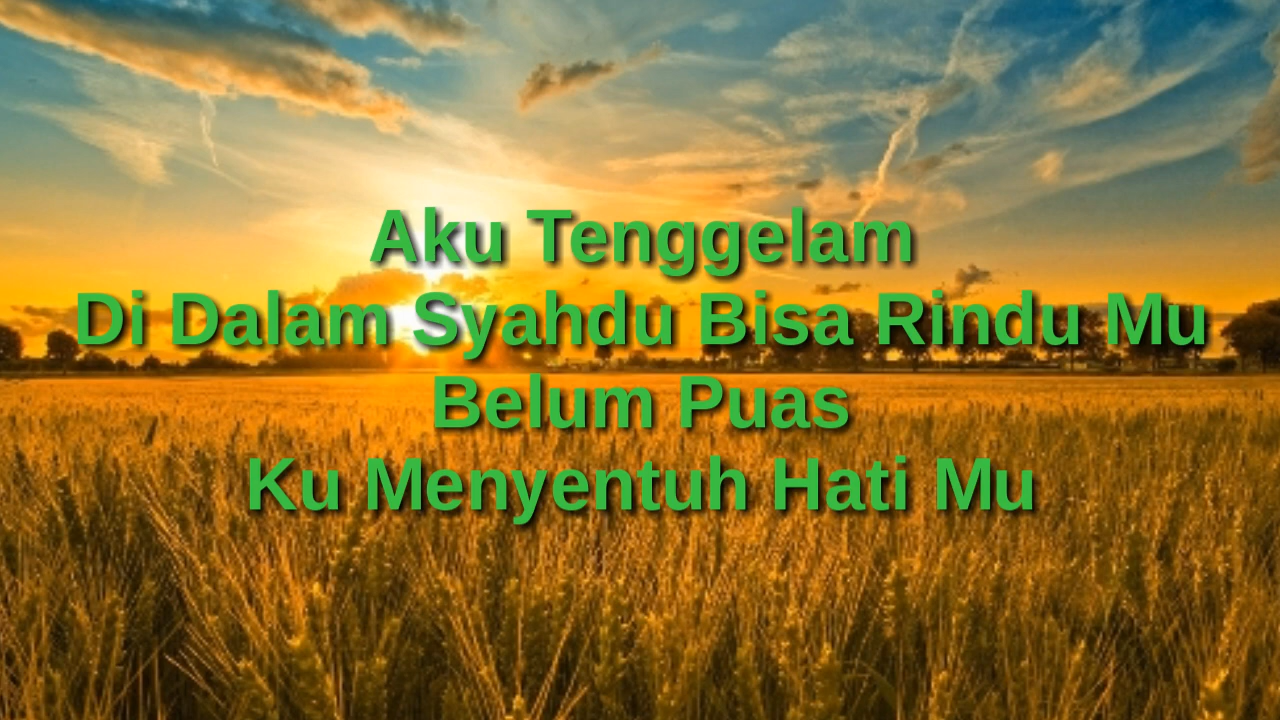 Aku Tenggelam
Di Dalam Syahdu Bisa Rindu Mu
Belum Puas
Ku Menyentuh Hati Mu